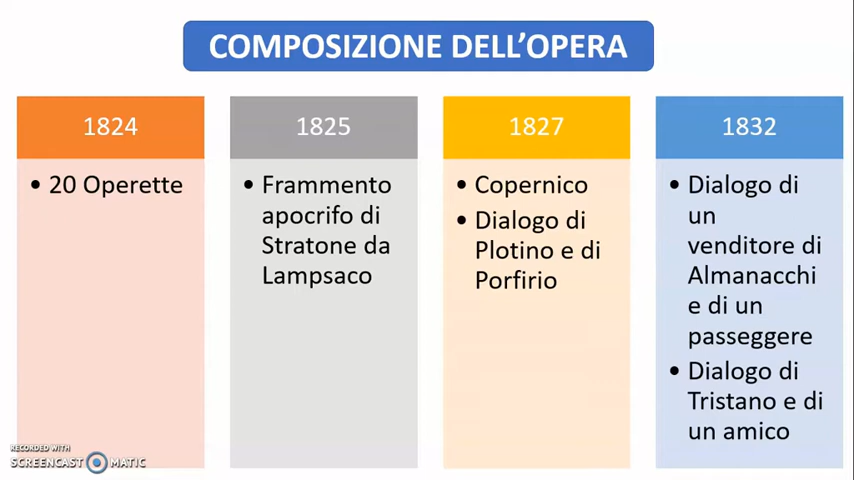 COMPOSIZIONE DELL’OPERA
1824
• 20 Operette
1825
• Frammento
apocrifo di
Stratone da
Lampsaco
1827
• Copernico
• Dialogo di
Plotino e di
Porfirio
1832
• Dialogo di
un
venditore di
Almanacchi
e di un
passeggere
• Dialogo di
Tristano e di
un amico
RECORDED WITH
SCREENCAST MATIC